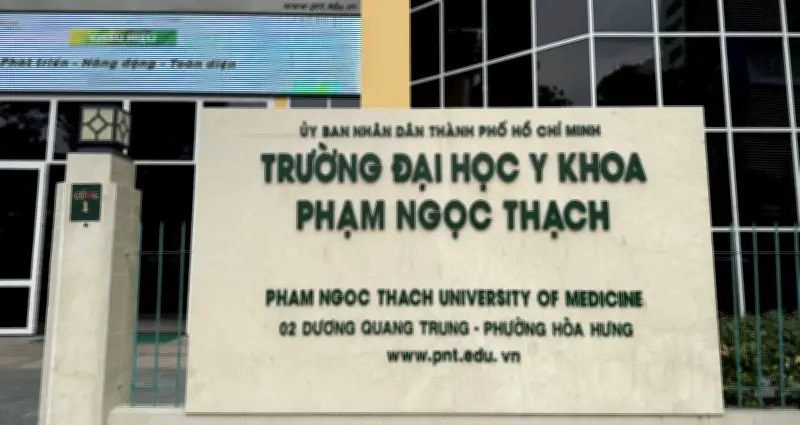 www.pnt.edu.vn
KHẨU HIỆU
Phát triển - Năng động - Toàn diện
ỦY BAN NHÂN DÂN THÀNH PHỐ HỒ CHÍ MINH
TRƯỜNG ĐẠI HỌC Y KHOA
PHẠM NGỌC THẠCH
PHAM NGOC THACH UNIVERSITY OF MEDICINE
02 DƯƠNG QUANG TRUNG - PHƯỜNG HÒA HƯNG
www.pnt.edu. vn